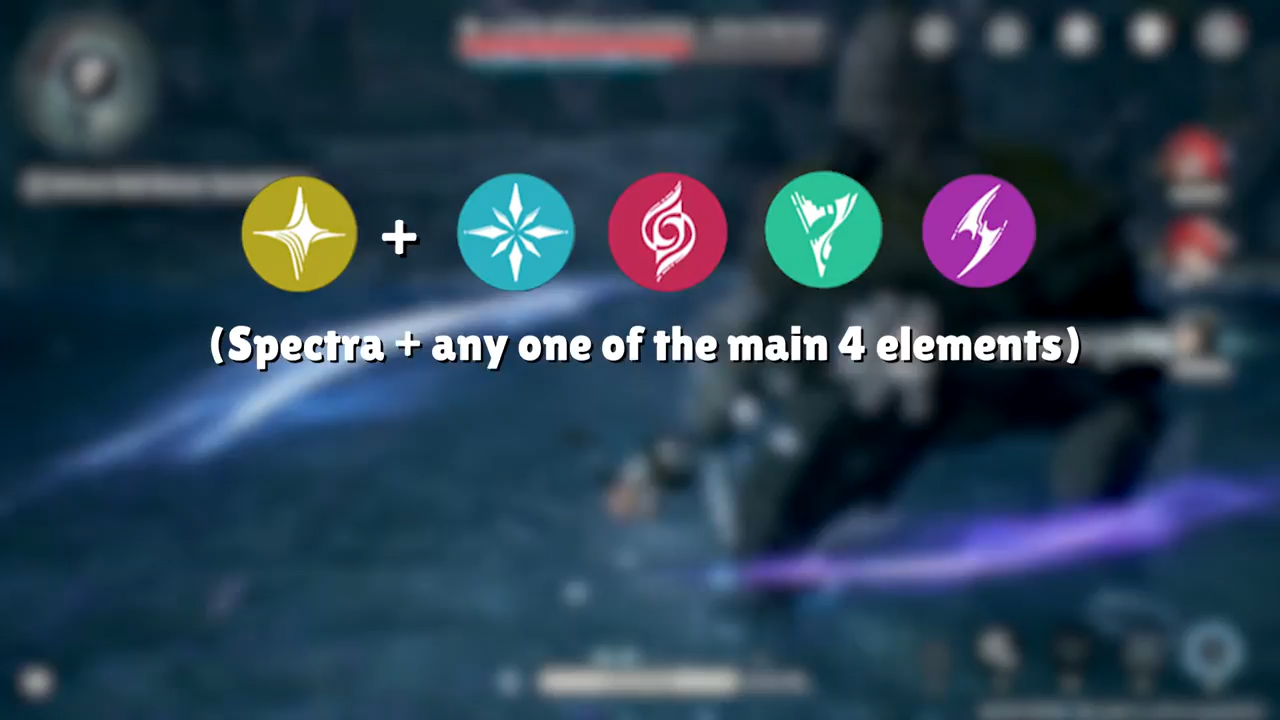 +
(Spectra + any one of the main 4 elements)